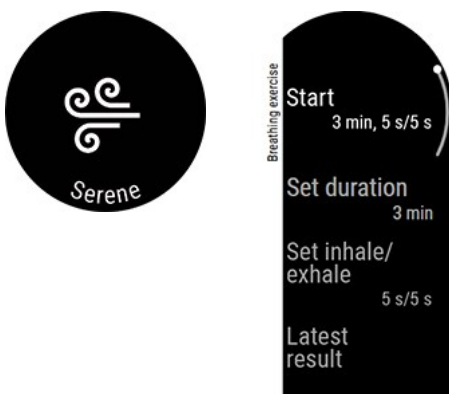 Serene
Breathing exercise
Start
3 min, 5 s/5 s
Set duration
3 min
Set inhale/
exhale
5 s/5 s
Latest
result